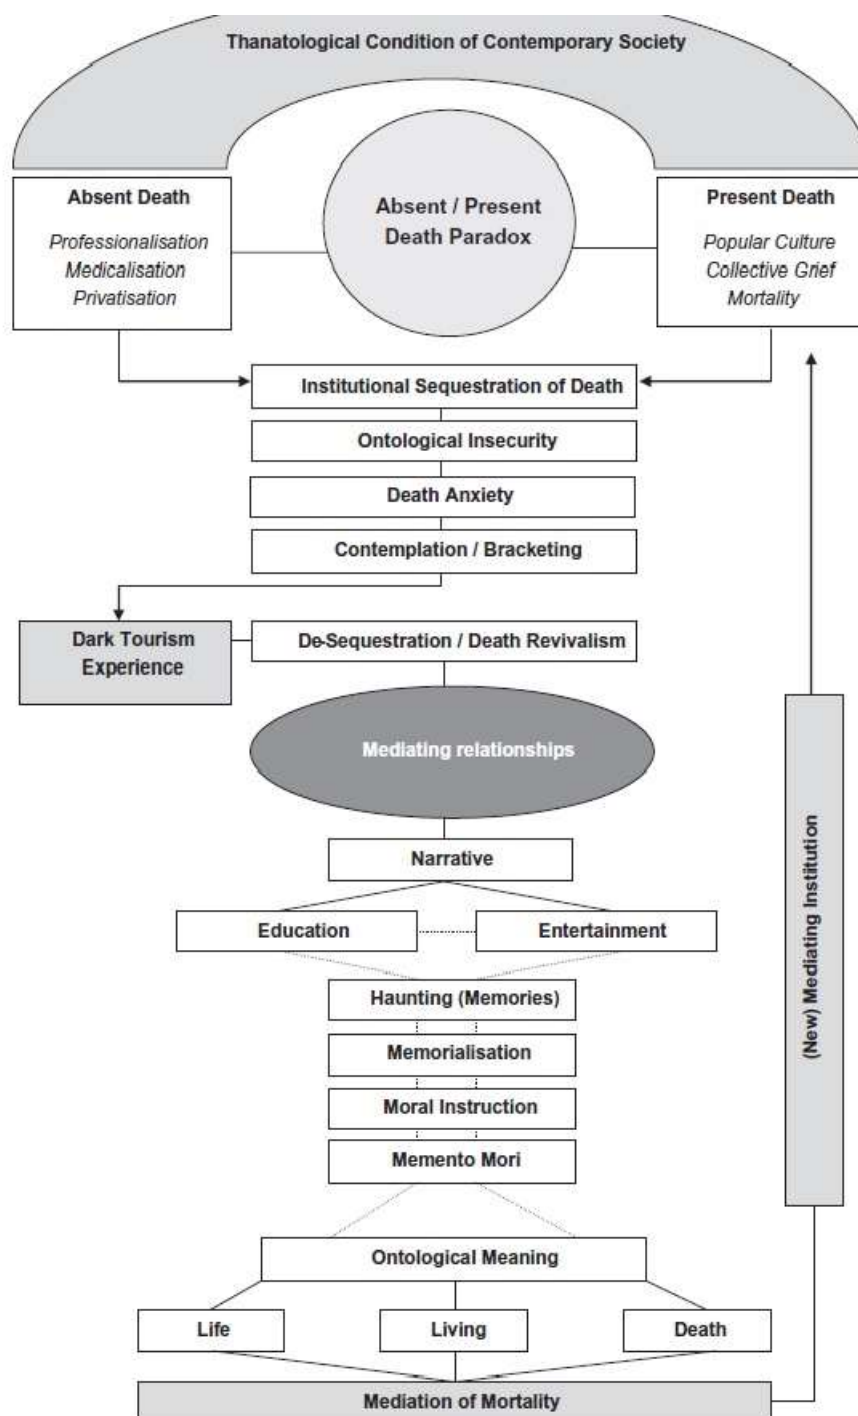 Thanatological Condition of Contemporary Society
Absent Death
Professionalisation
Medicalisation
Privatisation
Absent / Present
Death Paradox
Present Death
Popular Culture
Collective Grief
Mortality
Institutional Sequestration of Death
Ontological Insecurity
Death Anxiety
Contemplation / Bracketing
Dark Tourism
Experience
De-Sequestration / Death Revivalism
Mediating relationships
Narrative
Education
Entertainment
Haunting (Memories)
Memorialisation
Moral Instruction
Memento Mori
(New) Mediating Institution
Ontological Meaning
Life
Living
Death
Mediation of Mortality